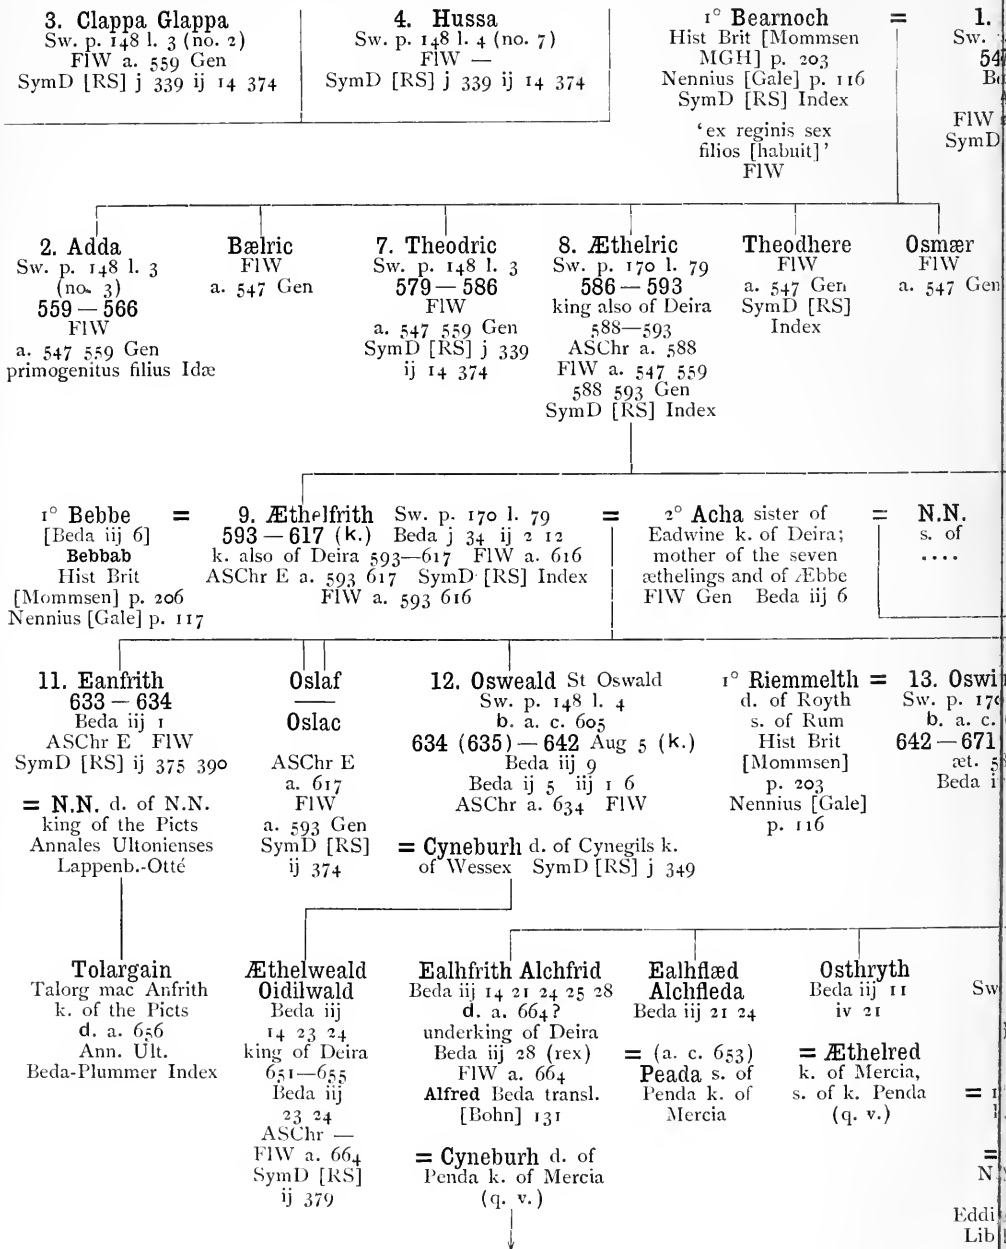 3. Clappa Glappa
Sw. p. 148 l. 3 (no. 2)
FlW a. 559 Gen
SymD [RS] j 339 ij 14 374
4. Hussa
Sw. p. 148 l. 4 (no. 7)
FlW —
SymD [RS] j 339 ij 14 374
1° Bearnoch =
Hist Brit [Mommsen
MGH] p. 203
Nennius [Gale] p. 116
SymD [RS] Index
‘ex reginis sex
filios [habuit]’
FlW
1.
Sw.
FlW
SymD
2. Adda
Sw. p. 148 l. 3
(no. 3)
559 — 566
FlW
a. 547 559 Gen
primogenitus filius Idæ
Bælric
FlW
a. 547 Gen
7. Theodric
Sw. p. 148 l. 3
579 — 586
FlW
a. 547 559 Gen
SymD [RS] j 339
ij 14 374
8. Æthelric
Sw. p. 170 l. 79
586 — 593
king also of Deira
588—593
ASChr a. 588
FlW a. 547 559
588 593 Gen
SymD [RS] Index
Theodhere
FlW
a. 547 Gen
SymD [RS]
Index
Osmær
FlW
a. 547 Gen
1° Bebbe =
[Beda iij 6]
Bebbab
Hist Brit
[Mommsen] p. 206
Nennius [Gale] p. 117
9. Æthelfrith Sw. p. 170 l. 79 =
593 — 617 (k.) Beda j 34 ij 2 12
k. also of Deira 593—617 FlW a. 616
ASChr E a. 593 617 SymD [RS] Index
FlW a. 593 616
2° Acha sister of =
Eadwine k. of Deira;
mother of the seven
æthelings and of Æbbe
FlW Gen Beda iij 6
N.N.
s. of
....
11. Eanfrith
633 — 634
Beda iij 1
ASChr E FlW
SymD [RS] ij 375 390
= N.N. d. of N.N.
king of the Picts
Annales Ultonienses
Lappenb.-Otté
Oslaf
Oslac
ASChr E
a. 617
FlW
a. 593 Gen
SymD [RS]
ij 374
12. Osweald St Oswald
Sw. p. 148 l. 4
b. a. c. 605
634 (635) — 642 Aug 5 (k.)
Beda iij 9
Beda ij 5 iij 1 6
ASChr a. 634 FlW
= Cyneburh d. of Cynegils k.
of Wessex SymD [RS] j 349
1° Riemmelth =
d. of Royth
s. of Rum
Hist Brit
[Mommsen]
p. 203
Nennius [Gale]
p. 116
13.
Sw. p.
b. a. c.
642 — 671
æt.
Beda
Tolargain
Talorg mac Anfrith
k. of the Picts
d. a. 656
Ann. Ult.
Beda-Plummer Index
Æthelweald
Oidilwald
Beda iij
14 23 24
king of Deira
651—655
Beda iij
23 24
ASChr —
FlW a. 664
SymD [RS]
ij 379
Ealhfrith Alchfrid
Beda iij 14 21 24 25 28
d. a. 664?
underking of Deira
Beda iij 28 (rex)
FlW a. 664
Alfred Beda transl.
[Bohn] 131
= Cyneburh d. of
Penda k. of Mercia
(q. v.)
Ealhflæd
Alchfleda
Beda iij 21 24
= (a. c. 653)
Peada s. of
Penda k. of
Mercia
Osthryth
Beda iij 11
iv 21
= Æthelred
k. of Mercia,
s. of k. Penda
(q. v.)
Sw
=
=
N
Eddi
Lib